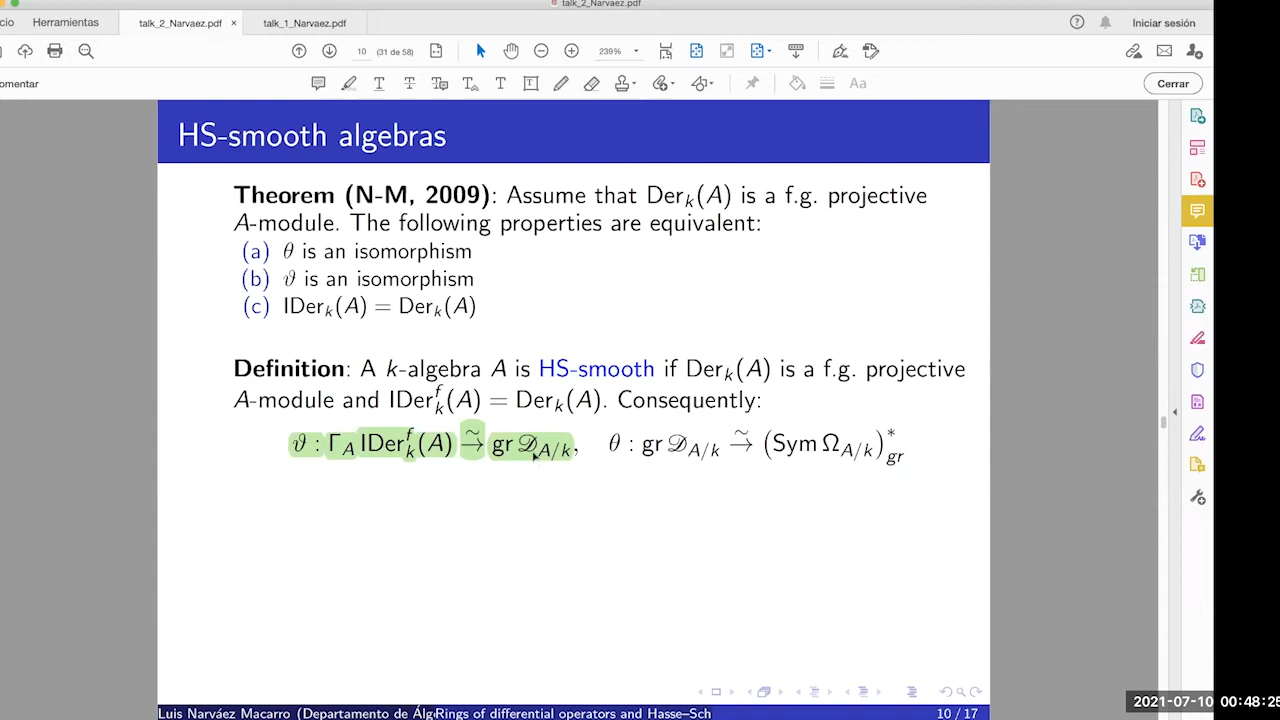 talk_2_Narvaez.pdf
cio Herramientas talk_2_Narvaez.pdf × talk_1_Narvaez.pdf ? Iniciar sesión
10 (31 de 58) 239%
omentar Aa Cerrar
HS-smooth algebras
Theorem (N-M, 2009): Assume that Der_k(A) is a f.g. projective
A-module. The following properties are equivalent:
(a) θ is an isomorphism
(b) ϑ is an isomorphism
(c) IDer_k(A) = Der_k(A)
Definition: A k-algebra A is HS-smooth if Der_k(A) is a f.g. projective
A-module and IDer^f_k(A) = Der_k(A). Consequently:
ϑ : Γ_A IDer^f_k(A) →~ gr 𝒟_{A/k}, θ : gr 𝒟_{A/k} →~ (Sym Ω_{A/k})^*_{gr}
Luis Narváez Macarro (Departamento de Álg Rings of differential operators and Hasse–Sch 10 / 17
2021-07-10 00:48:25